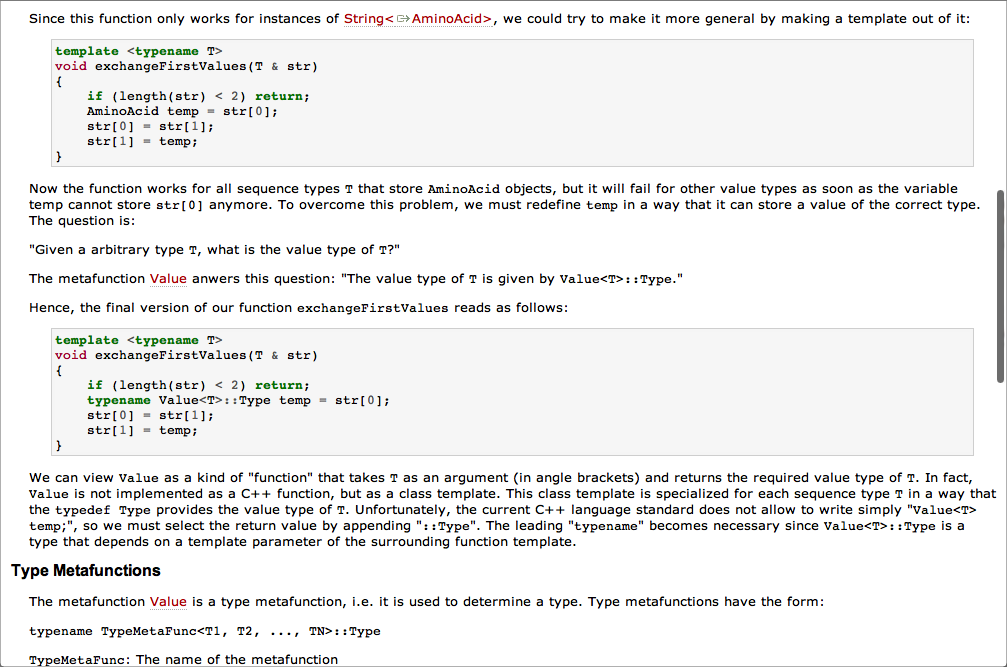 Since this function only works for instances of String<AminoAcid>, we could try to make it more general by making a template out of it:
template <typename T>
void exchangeFirstValues(T & str)
{
    if (length(str) < 2) return;
    AminoAcid temp = str[0];
    str[0] = str[1];
    str[1] = temp;
}
Now the function works for all sequence types T that store AminoAcid objects, but it will fail for other value types as soon as the variable
temp cannot store str[0] anymore. To overcome this problem, we must redefine temp in a way that it can store a value of the correct type.
The question is:
"Given a arbitrary type T, what is the value type of T?"
The metafunction Value anwers this question: "The value type of T is given by Value<T>::Type."
Hence, the final version of our function exchangeFirstValues reads as follows:
template <typename T>
void exchangeFirstValues(T & str)
{
    if (length(str) < 2) return;
    typename Value<T>::Type temp = str[0];
    str[0] = str[1];
    str[1] = temp;
}
We can view Value as a kind of "function" that takes T as an argument (in angle brackets) and returns the required value type of T. In fact,
Value is not implemented as a C++ function, but as a class template. This class template is specialized for each sequence type T in a way that
the typedef Type provides the value type of T. Unfortunately, the current C++ language standard does not allow to write simply "Value<T>
temp;", so we must select the return value by appending "::Type". The leading "typename" becomes necessary since Value<T>::Type is a
type that depends on a template parameter of the surrounding function template.
Type Metafunctions
The metafunction Value is a type metafunction, i.e. it is used to determine a type. Type metafunctions have the form:
typename TypeMetaFunc<T1, T2, ..., TN>::Type
TypeMetaFunc: The name of the metafunction